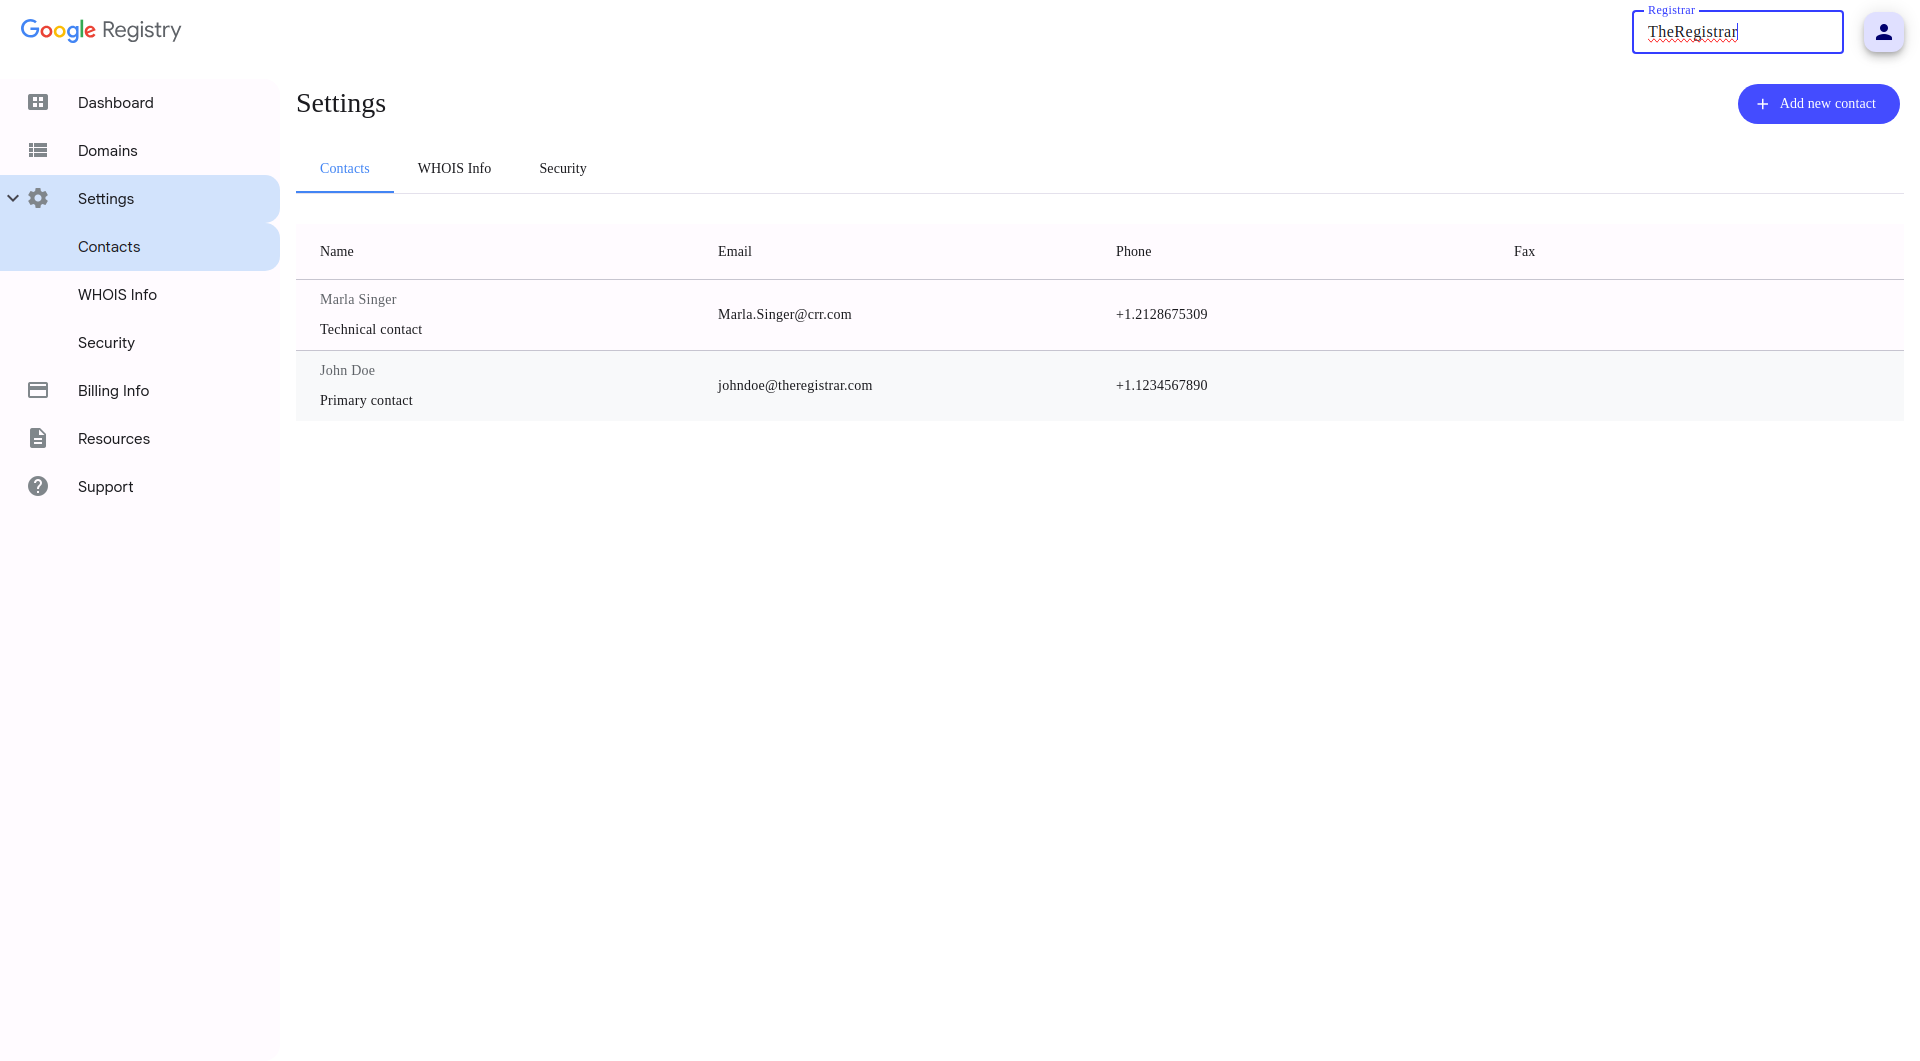 Google Registry
Registrar
TheRegistrar
Dashboard
Domains
Settings
Contacts
WHOIS Info
Security
Billing Info
Resources
Support
Settings
Add new contact
Contacts WHOIS Info Security
Name Email Phone Fax
Marla Singer
Technical contact
Marla.Singer@crr.com
+1.2128675309
John Doe
Primary contact
johndoe@theregistrar.com
+1.1234567890